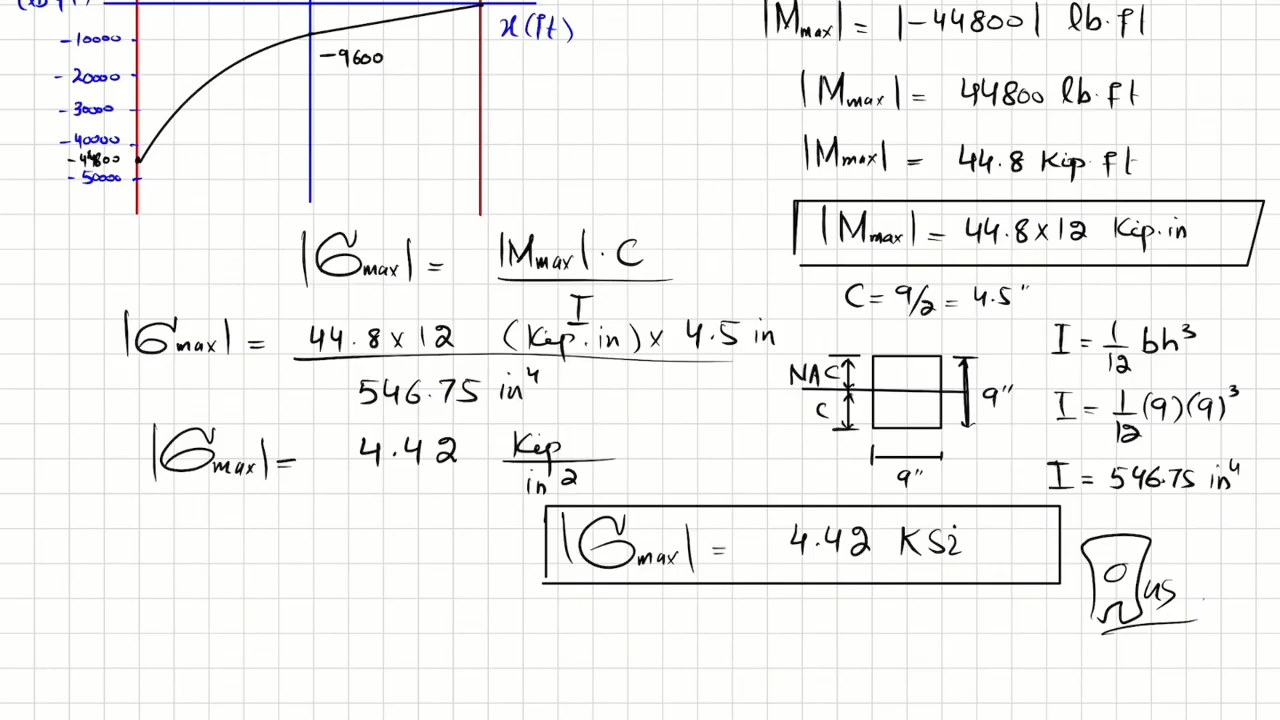 x(ft)
-10000
-9600
-20000
-30000
-40000
-44800
-50000
|Mmax| = |-44800| lb.ft
|Mmax| = 44800 lb.ft
|Mmax| = 44.8 Kip.ft
|Mmax| = 44.8x12 Kip.in
|σmax| = |Mmax| · C / I
|σmax| = 44.8 x 12 (Kip.in) x 4.5 in / 546.75 in⁴
|σmax| = 4.42 Kip / in²
|σmax| = 4.42 KSi
C = 9/2 = 4.5"
NA C
C
9"
9"
I = 1/12 bh³
I = 1/12 (9)(9)³
I = 546.75 in⁴